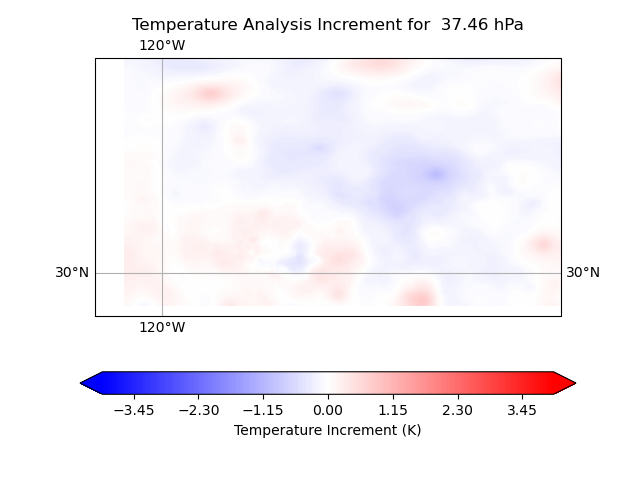 Temperature Analysis Increment for  37.46 hPa
120°W
30°N
30°N
120°W
−3.45
−2.30
−1.15
0.00
1.15
2.30
3.45
Temperature Increment (K)